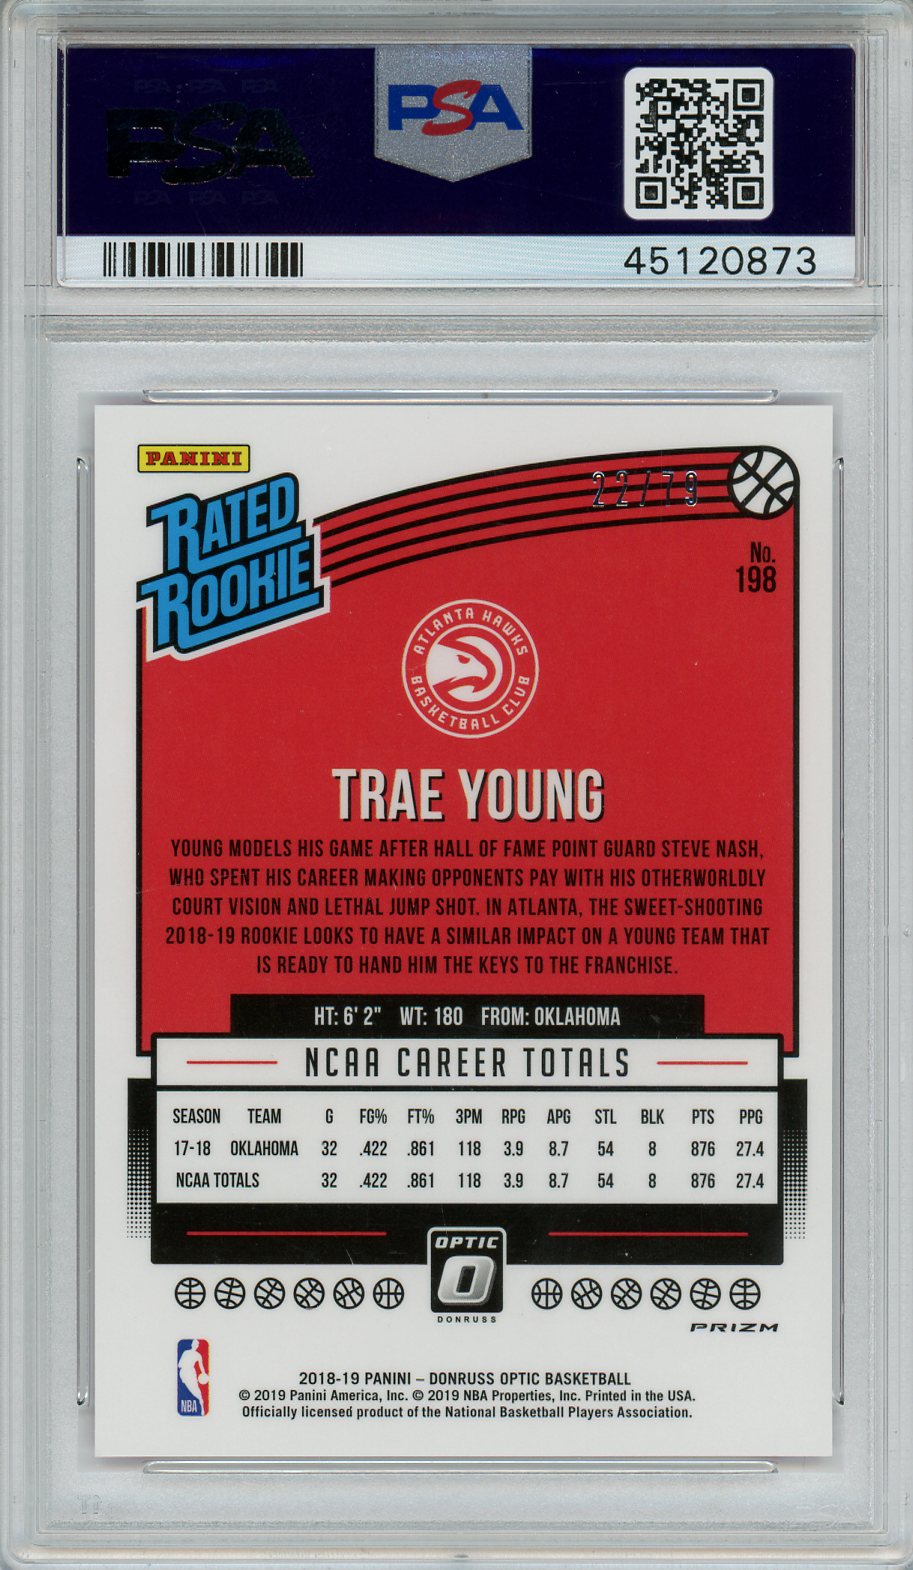 PSA PSA PSA
PSA
PSA PSA PSA
PSA
45120873
PANINI
RATED
ROOKIE
22/79
No.
198
ATLANTA HAWKS
BASKETBALL CLUB
TRAE YOUNG
YOUNG MODELS HIS GAME AFTER HALL OF FAME POINT GUARD STEVE NASH,
WHO SPENT HIS CAREER MAKING OPPONENTS PAY WITH HIS OTHERWORLDLY
COURT VISION AND LETHAL JUMP SHOT. IN ATLANTA, THE SWEET-SHOOTING
2018-19 ROOKIE LOOKS TO HAVE A SIMILAR IMPACT ON A YOUNG TEAM THAT
IS READY TO HAND HIM THE KEYS TO THE FRANCHISE.
HT: 6' 2" WT: 180 FROM: OKLAHOMA
NCAA CAREER TOTALS
SEASON TEAM G FG% FT% 3PM RPG APG STL BLK PTS PPG
17-18 OKLAHOMA 32 .422 .861 118 3.9 8.7 54 8 876 27.4
NCAA TOTALS 32 .422 .861 118 3.9 8.7 54 8 876 27.4
OPTIC
O
DONRUSS
PRIZM
NBA
2018-19 PANINI – DONRUSS OPTIC BASKETBALL
© 2019 Panini America, Inc. © 2019 NBA Properties, Inc. Printed in the USA.
Officially licensed product of the National Basketball Players Association.